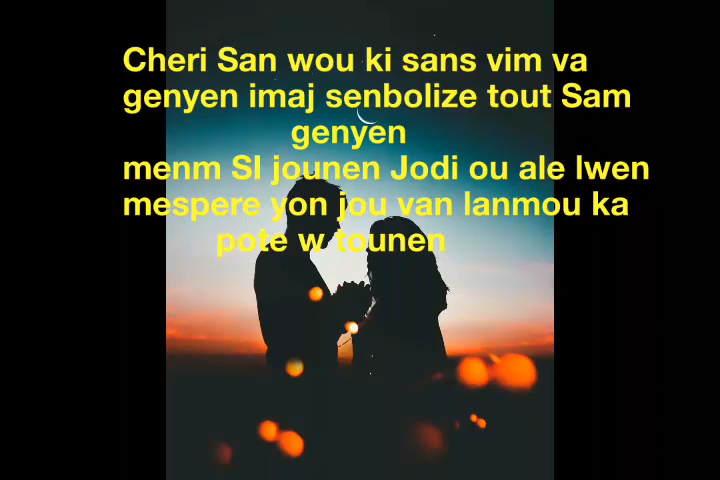 Cheri San wou ki sans vim va
genyen imaj senbolize tout Sam
genyen
menm SI jounen Jodi ou ale lwen
mespere yon jou van lanmou ka
pote w tounen